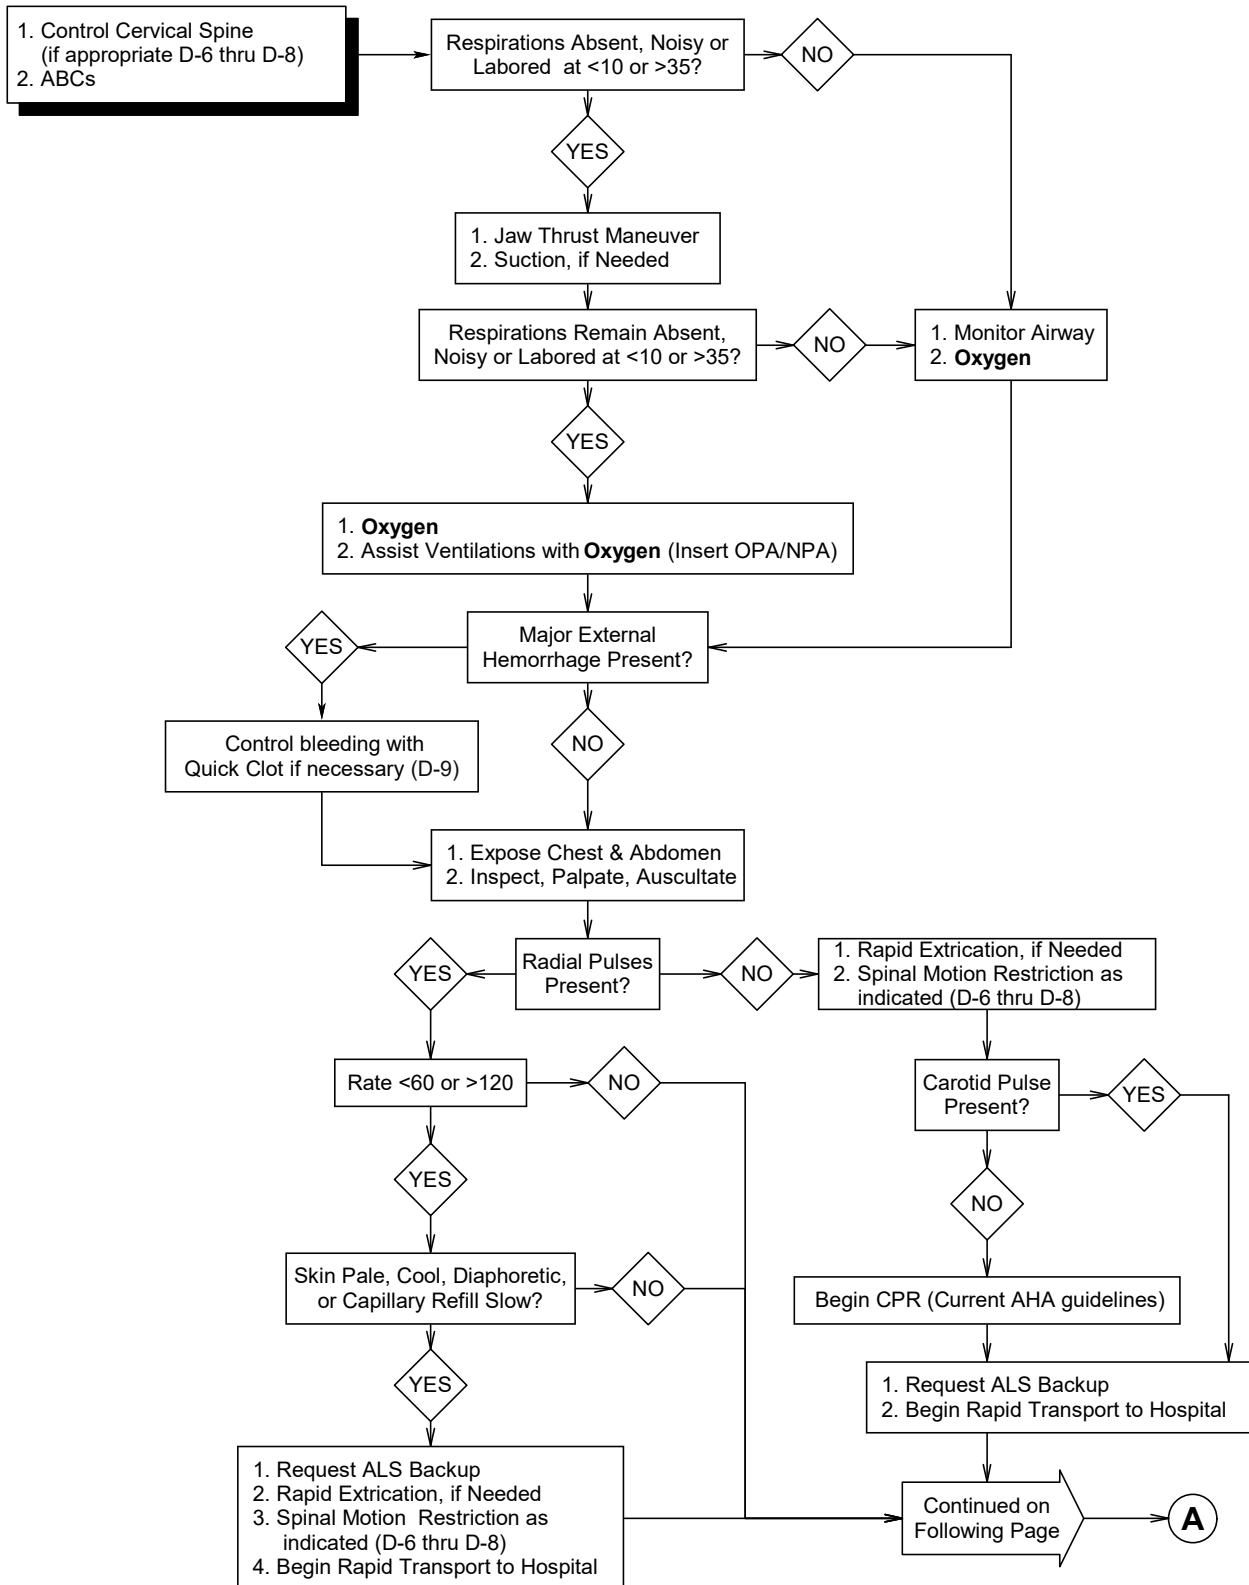 1. Control Cervical Spine
(if appropriate D-6 thru D-8)
2. ABCs
Respirations Absent, Noisy or
Labored at <10 or >35?
NO
YES
1. Jaw Thrust Maneuver
2. Suction, if Needed
Respirations Remain Absent,
Noisy or Labored at <10 or >35?
NO
1. Monitor Airway
2. Oxygen
YES
1. Oxygen
2. Assist Ventilations with Oxygen (Insert OPA/NPA)
YES
Major External
Hemorrhage Present?
Control bleeding with
Quick Clot if necessary (D-9)
NO
1. Expose Chest & Abdomen
2. Inspect, Palpate, Auscultate
YES
Radial Pulses
Present?
NO
1. Rapid Extrication, if Needed
2. Spinal Motion Restriction as
indicated (D-6 thru D-8)
Rate <60 or >120
NO
Carotid Pulse
Present?
YES
YES
NO
Skin Pale, Cool, Diaphoretic,
or Capillary Refill Slow?
NO
Begin CPR (Current AHA guidelines)
YES
1. Request ALS Backup
2. Begin Rapid Transport to Hospital
1. Request ALS Backup
2. Rapid Extrication, if Needed
3. Spinal Motion Restriction as
indicated (D-6 thru D-8)
4. Begin Rapid Transport to Hospital
Continued on
Following Page
A